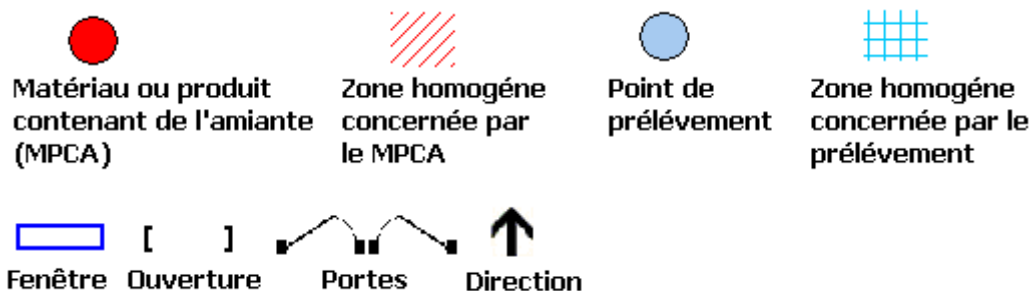 Matériau ou produit
contenant de l'amiante
(MPCA)
Zone homogéne
concernée par
le MPCA
Point de
prélévement
Zone homogéne
concernée par le
prélévement
Fenêtre
Ouverture
Portes
Direction